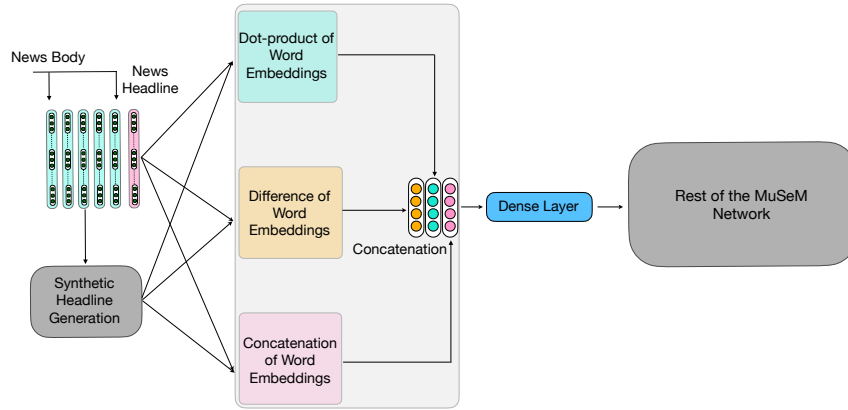 News Body
News
Headline
Synthetic
Headline
Generation
Dot-product of
Word
Embeddings
Difference of
Word
Embeddings
Concatenation
of Word
Embeddings
Concatenation
Dense Layer
Rest of the MuSeM
Network